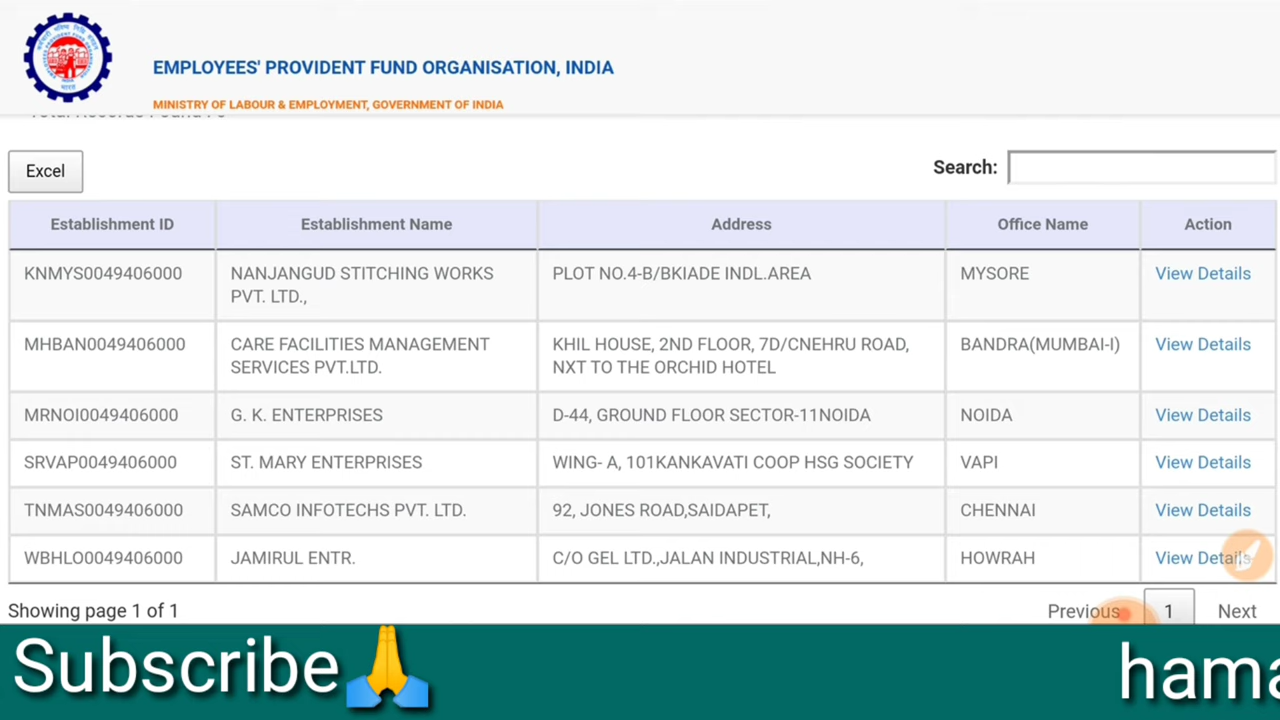 EMPLOYEES' PROVIDENT FUND ORGANISATION, INDIA
MINISTRY OF LABOUR & EMPLOYMENT, GOVERNMENT OF INDIA
Excel
Search:
Establishment ID Establishment Name Address Office Name Action
KNMYS0049406000 NANJANGUD STITCHING WORKS PLOT NO.4-B/BKIADE INDL.AREA MYSORE View Details
PVT. LTD.,
MHBAN0049406000 CARE FACILITIES MANAGEMENT KHIL HOUSE, 2ND FLOOR, 7D/CNEHRU ROAD, BANDRA(MUMBAI-I) View Details
SERVICES PVT.LTD. NXT TO THE ORCHID HOTEL
MRNOI0049406000 G. K. ENTERPRISES D-44, GROUND FLOOR SECTOR-11NOIDA NOIDA View Details
SRVAP0049406000 ST. MARY ENTERPRISES WING- A, 101KANKAVATI COOP HSG SOCIETY VAPI View Details
TNMAS0049406000 SAMCO INFOTECHS PVT. LTD. 92, JONES ROAD,SAIDAPET, CHENNAI View Details
WBHLO0049406000 JAMIRUL ENTR. C/O GEL LTD.,JALAN INDUSTRIAL,NH-6, HOWRAH View Details
Showing page 1 of 1 Previous 1 Next
Subscribe🙏 hama